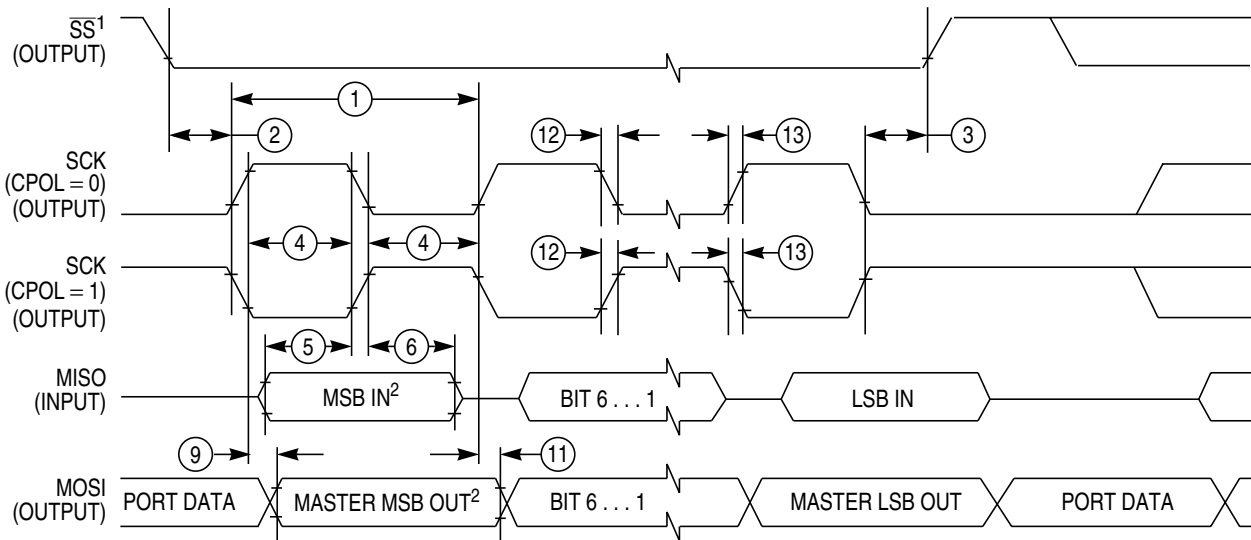 SS¹
(OUTPUT)
1
2
12
13
3
SCK
(CPOL = 0)
(OUTPUT)
4
4
SCK
(CPOL = 1)
(OUTPUT)
12
13
5
6
MISO
(INPUT)
MSB IN²
BIT 6 . . . 1
LSB IN
9
11
MOSI
(OUTPUT)
PORT DATA
MASTER MSB OUT²
BIT 6 . . . 1
MASTER LSB OUT
PORT DATA